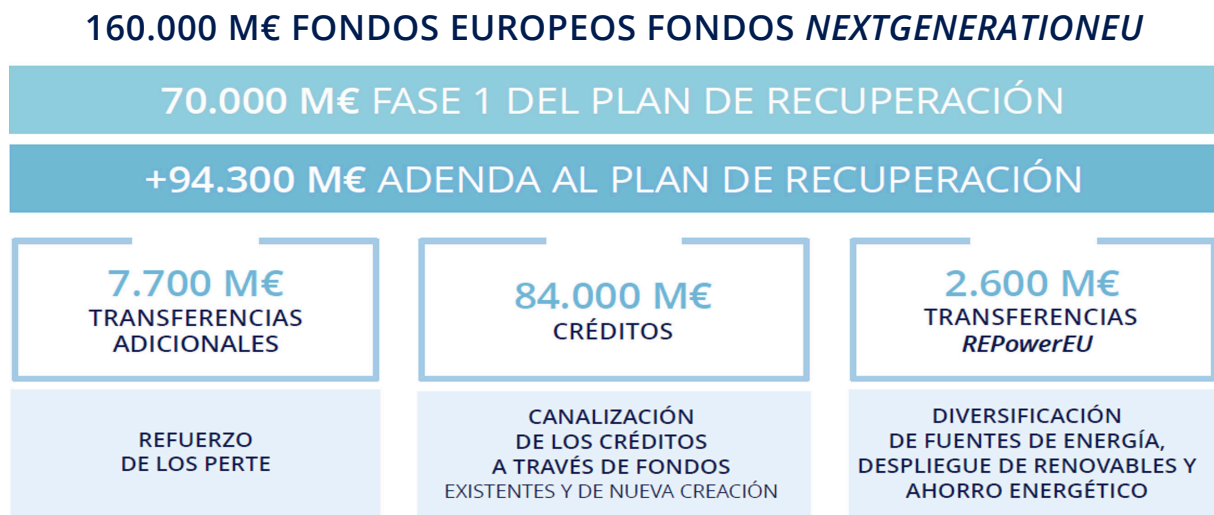 160.000 M€ FONDOS EUROPEOS FONDOS NEXTGENERATIONEU
70.000 M€ FASE 1 DEL PLAN DE RECUPERACIÓN
+94.300 M€ ADENDA AL PLAN DE RECUPERACIÓN
7.700 M€
TRANSFERENCIAS
ADICIONALES
REFUERZO
DE LOS PERTE
84.000 M€
CRÉDITOS
CANALIZACIÓN
DE LOS CRÉDITOS
A TRAVÉS DE FONDOS
EXISTENTES Y DE NUEVA CREACIÓN
2.600 M€
TRANSFERENCIAS
REPowerEU
DIVERSIFICACIÓN
DE FUENTES DE ENERGÍA,
DESPLIEGUE DE RENOVABLES Y
AHORRO ENERGÉTICO